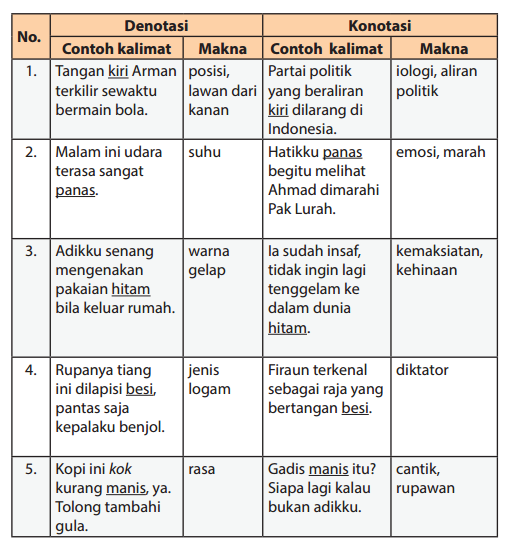 No.
Denotasi
Konotasi
Contoh kalimat
Makna
Contoh kalimat
Makna
1.
Tangan kiri Arman
terkilir sewaktu
bermain bola.
posisi,
lawan dari
kanan
Partai politik
yang beraliran
kiri dilarang di
Indonesia.
iologi, aliran
politik
2.
Malam ini udara
terasa sangat
panas.
suhu
Hatikku panas
begitu melihat
Ahmad dimarahi
Pak Lurah.
emosi, marah
3.
Adikku senang
mengenakan
pakaian hitam
bila keluar rumah.
warna
gelap
Ia sudah insaf,
tidak ingin lagi
tenggelam ke
dalam dunia
hitam.
kemaksiatan,
kehinaan
4.
Rupanya tiang
ini dilapisi besi,
pantas saja
kepalaku benjol.
jenis
logam
Firaun terkenal
sebagai raja yang
bertangan besi.
diktator
5.
Kopi ini kok
kurang manis, ya.
Tolong tambahi
gula.
rasa
Gadis manis itu?
Siapa lagi kalau
bukan adikku.
cantik,
rupawan